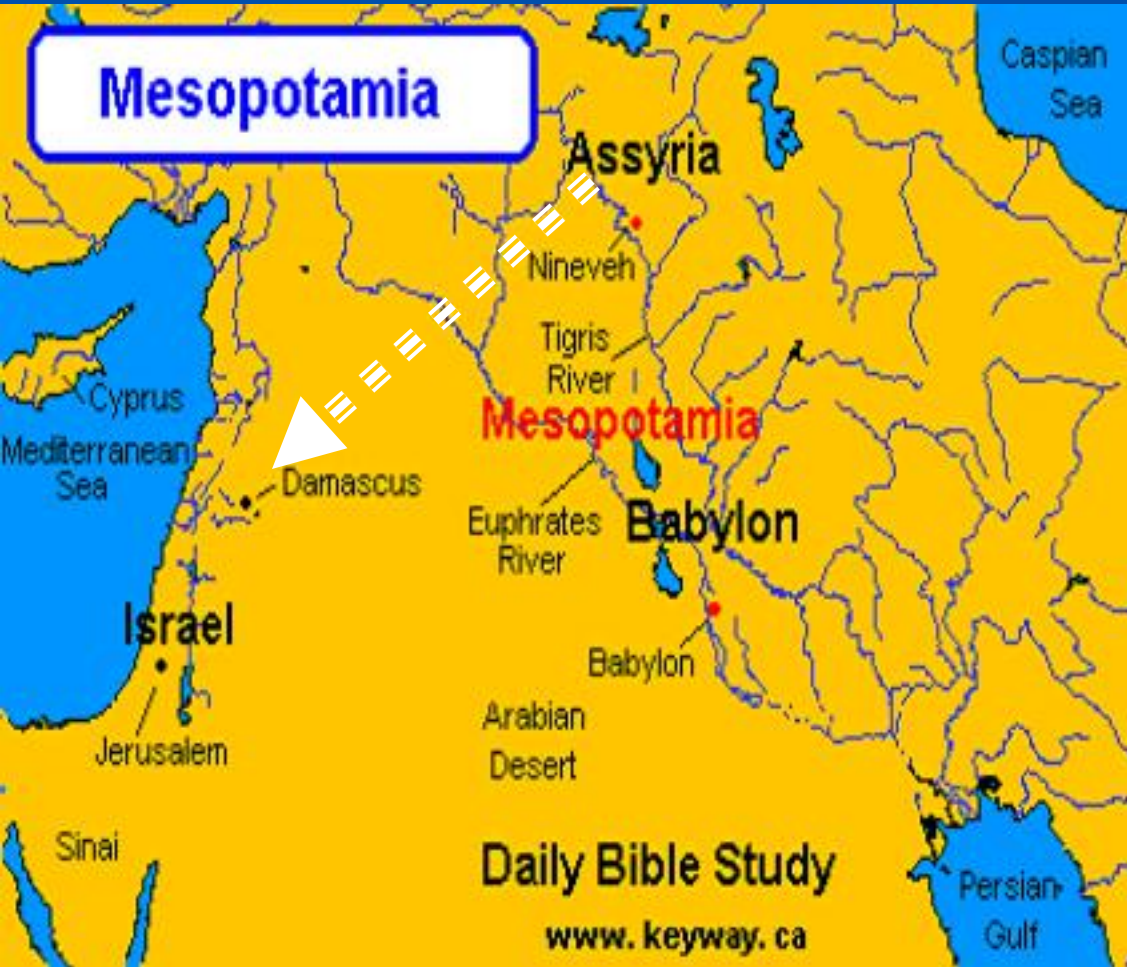 Mesopotamia
Caspian
Sea
Assyria
Nineveh
Tigris
River
Cyprus
Mesopotamia
Mediterranean
Sea
Damascus
Euphrates
River
Babylon
Israel
Babylon
Jerusalem
Arabian
Desert
Sinai
Daily Bible Study
Persian
Gulf
www.keyway.ca